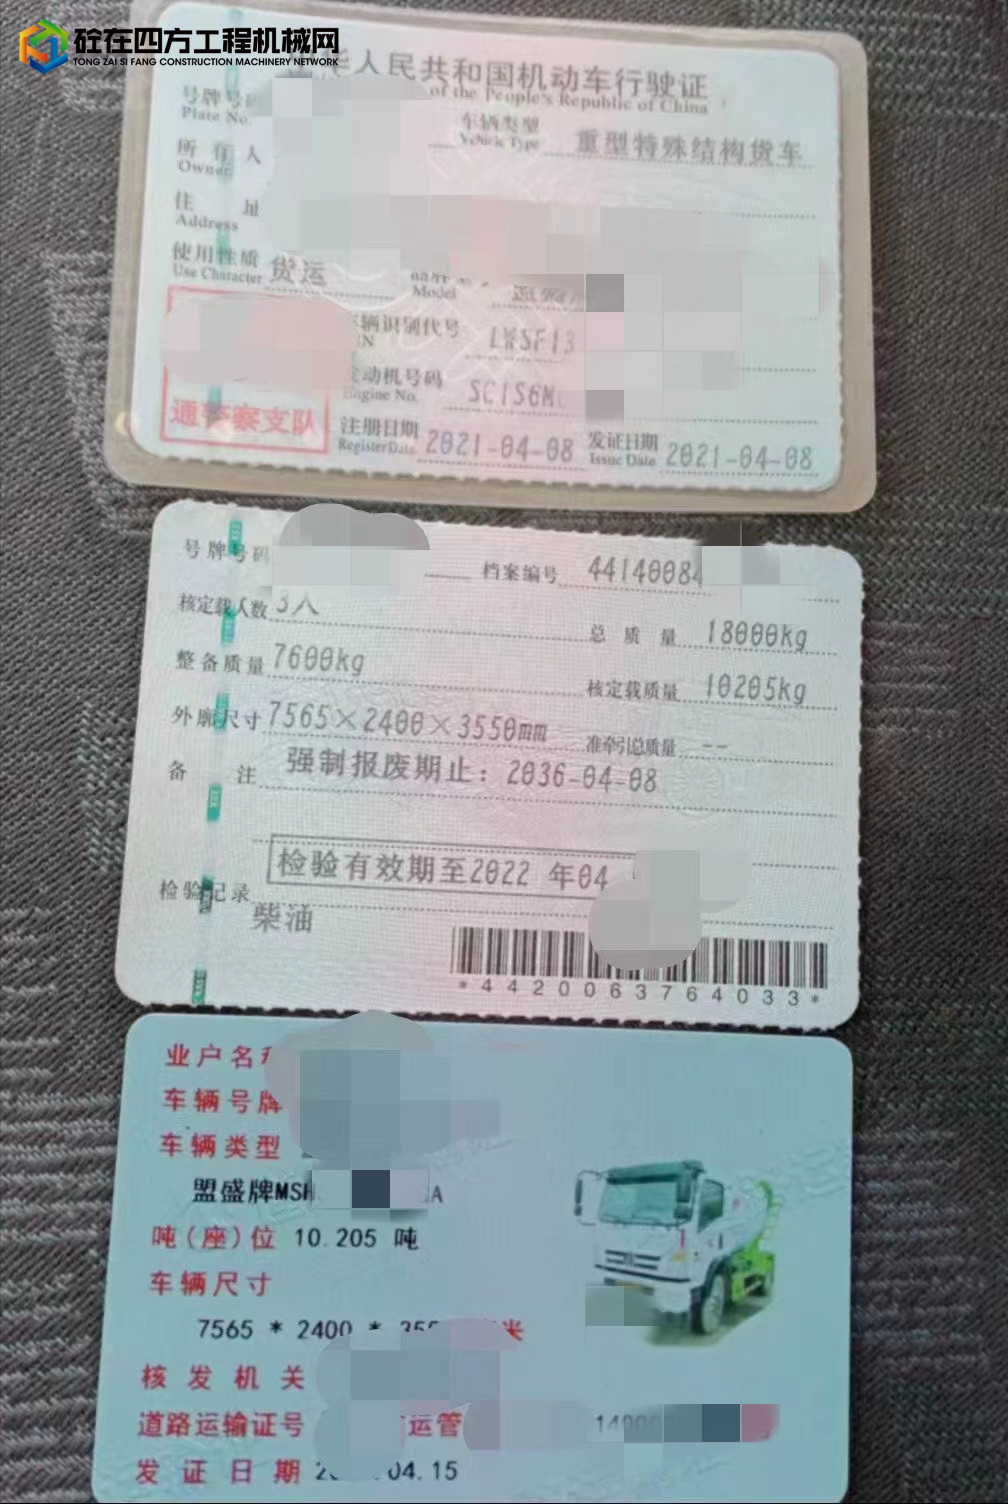 砼在四方工程机械网
TONG ZAI SI FANG CONSTRUCTION MACHINERY NETWORK
人民共和国机动车行驶证
of the People's Republic of China
号牌号码
Plate No.
车辆类型 重型特殊结构货车
Vehicle Type
所有人
Owner
住址
Address
使用性质 货运
Use Character
Model
车辆识别代号 LWSF13
发动机号码 SC1S6M
Engine No.
通警察支队
注册日期 2021-04-08 发证日期 2021-04-08
Register Date Issue Date
号牌号码 档案编号 44140084
核定载人数 3人 总质量 18000kg
整备质量 7600kg 核定载质量 10205kg
外廓尺寸 7565×2400×3550mm 准牵引总质量 --
备注 强制报废期止：2036-04-08
检验有效期至2022 年04
检验记录
柴油
*4420063764033*
业户名
车辆号牌
车辆类型
盟盛牌MSH A
吨(座)位 10.205 吨
车辆尺寸
7565 * 2400 * 355 米
核发机关
道路运输证号 运管 14000
发证日期 2 04.15